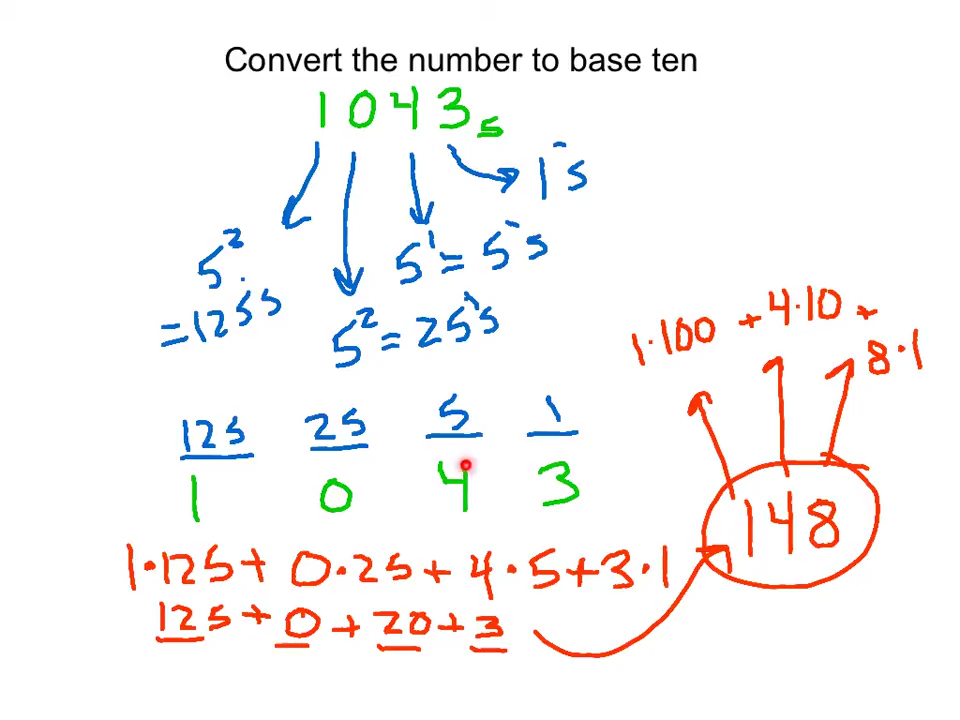 Convert the number to base ten
1043₅
1's
5² = 125s
5¹ = 5's
5² = 25's
1·100 + 4·10 + 8·1
125 25 5 1
1 0 4 3
148
1·125 + 0·25 + 4·5 + 3·1
125 + 0 + 20 + 3